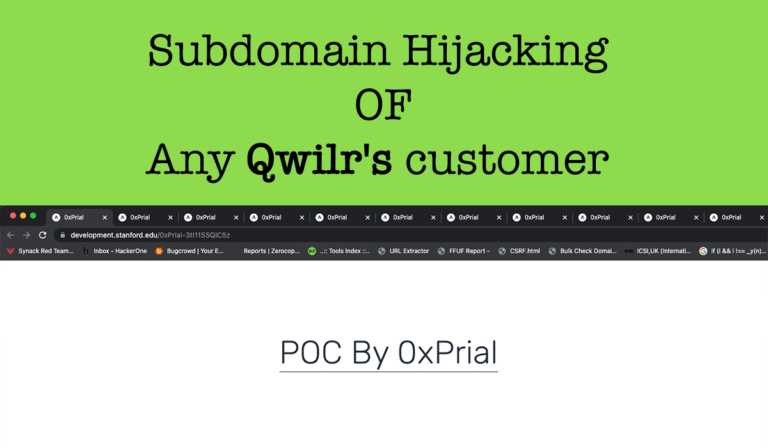 Subdomain Hijacking
OF
Any Qwilr's customer
0xPrial 0xPrial 0xPrial 0xPrial 0xPrial 0xPrial 0xPrial 0xPrial 0xPrial 0xPrial 0xPrial
development.stanford.edu/0xPrial-3tI11SSQiC5z
Synack Red Team... Inbox - HackerOne Bugcrowd | Your E... Reports | Zerocop... ..:: Tools Index ::.. URL Extractor FFUF Report - CSRF.html Bulk Check Domai... ICSI,UK (Internati... if (i && i !== _y(n)...
POC By 0xPrial